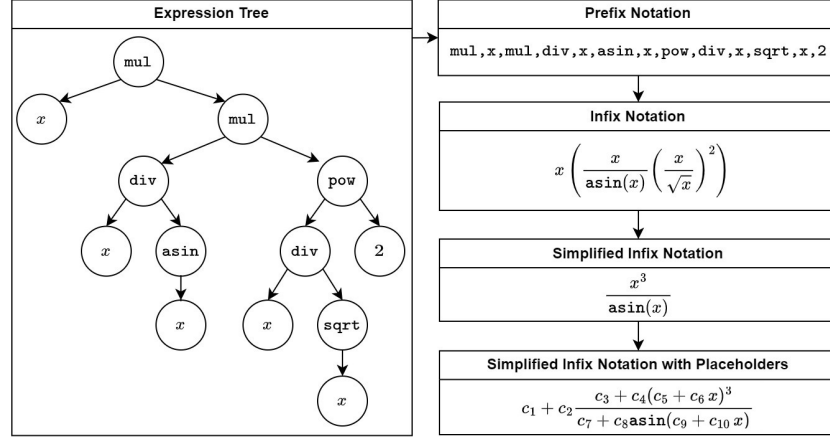 Expression Tree
mul
x
mul
div
pow
x
asin
div
2
x
x
sqrt
x
Prefix Notation
mul,x,mul,div,x,asin,x,pow,div,x,sqrt,x,2
Infix Notation
x ( x / asin(x) ( x / √x )^2 )
Simplified Infix Notation
x^3 / asin(x)
Simplified Infix Notation with Placeholders
c_1 + c_2 (c_3 + c_4(c_5 + c_6 x)^3) / (c_7 + c_8 asin(c_9 + c_10 x))